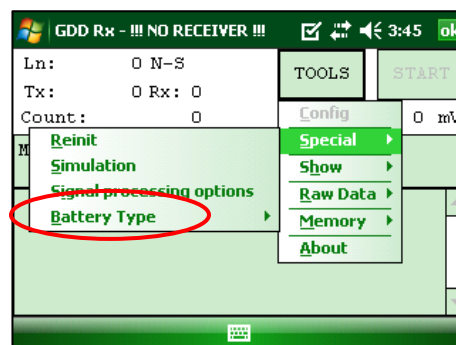 GDD Rx - !!! NO RECEIVER !!! 3:45 ok
Ln: 0 N-S
Tx: 0 Rx: 0
Count: 0
TOOLS
START
0 mV
M
Config
Special
Show
Raw Data
Memory
About
Reinit
Simulation
Signal processing options
Battery Type